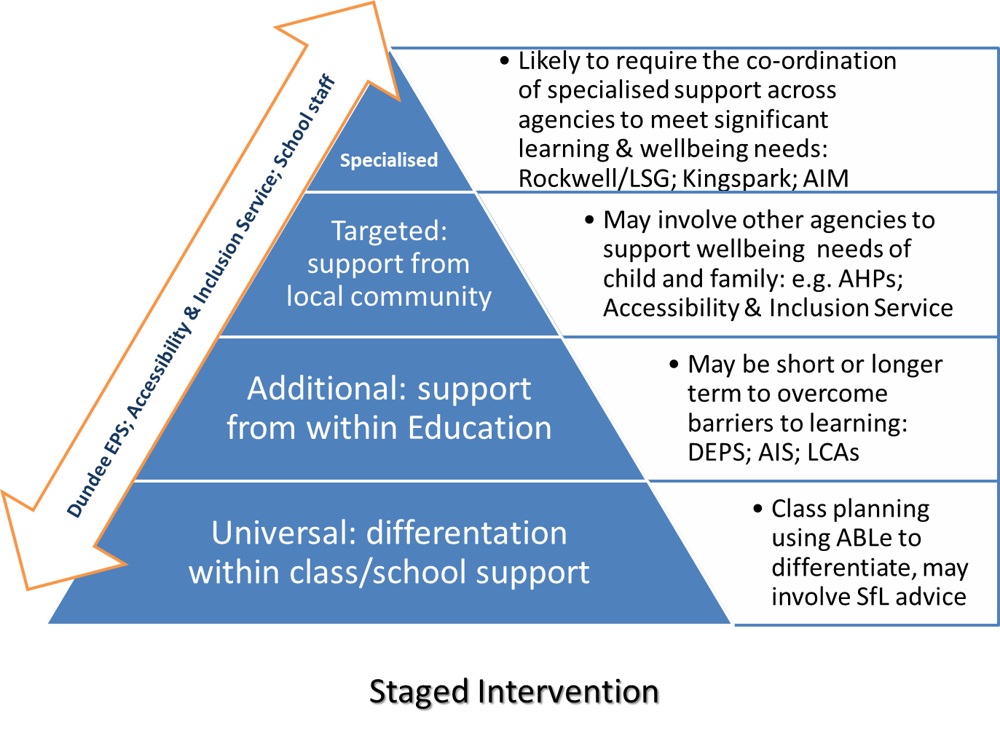 Dundee EPS; Accessibility & Inclusion Service; School staff
Specialised
• Likely to require the co-ordination
of specialised support across
agencies to meet significant
learning & wellbeing needs:
Rockwell/LSG; Kingspark; AIM
Targeted:
support from
local community
• May involve other agencies to
support wellbeing needs of
child and family: e.g. AHPs;
Accessibility & Inclusion Service
Additional: support
from within Education
• May be short or longer
term to overcome
barriers to learning:
DEPS; AIS; LCAs
Universal: differentation
within class/school support
• Class planning
using ABLe to
differentiate, may
involve SfL advice
Staged Intervention